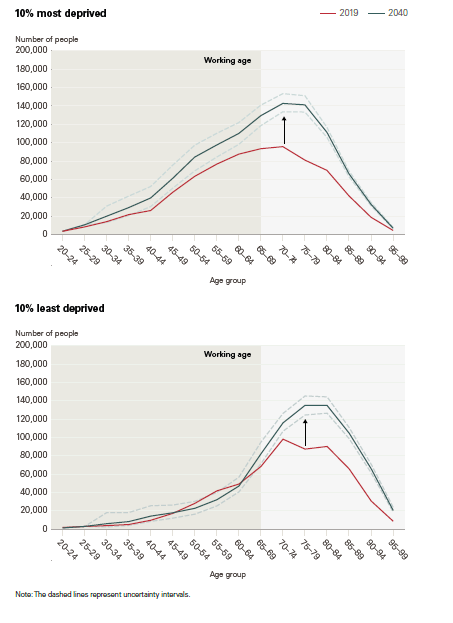 10% most deprived
2019 2040
Number of people
200,000
180,000
160,000
140,000
120,000
100,000
80,000
60,000
40,000
20,000
0
Working age
20–24 25–29 30–34 35–39 40–44 45–49 50–54 55–59 60–64 65–69 70–74 75–79 80–84 85–89 90–94 95–99
Age group
10% least deprived
Number of people
200,000
180,000
160,000
140,000
120,000
100,000
80,000
60,000
40,000
20,000
0
Working age
20–24 25–29 30–34 35–39 40–44 45–49 50–54 55–59 60–64 65–69 70–74 75–79 80–84 85–89 90–94 95–99
Age group
Note: The dashed lines represent uncertainty intervals.